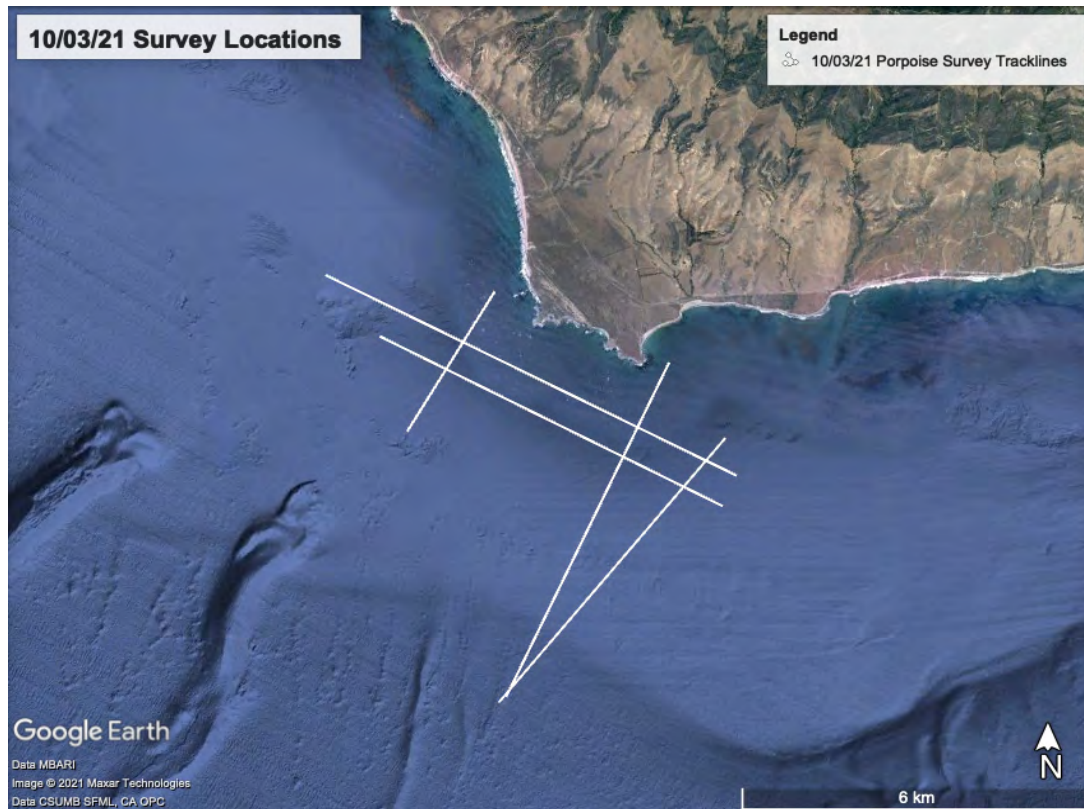 10/03/21 Survey Locations
Legend
10/03/21 Porpoise Survey Tracklines
Google Earth
Data MBARI
Image © 2021 Maxar Technologies
Data CSUMB SFML, CA OPC
N
6 km